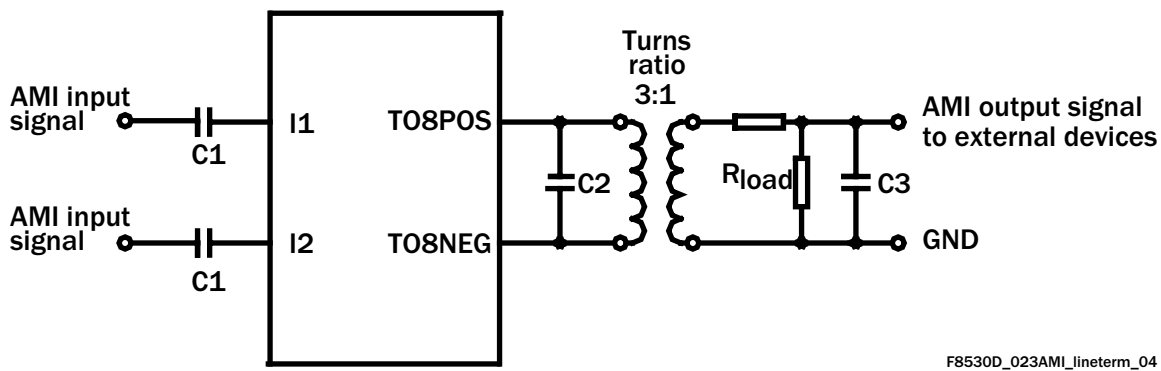 Turns
ratio
3:1
AMI input
signal
C1
I1
TO8POS
C2
Rload
C3
AMI output signal
to external devices
AMI input
signal
C1
I2
TO8NEG
GND
F8530D_023AMI_lineterm_04